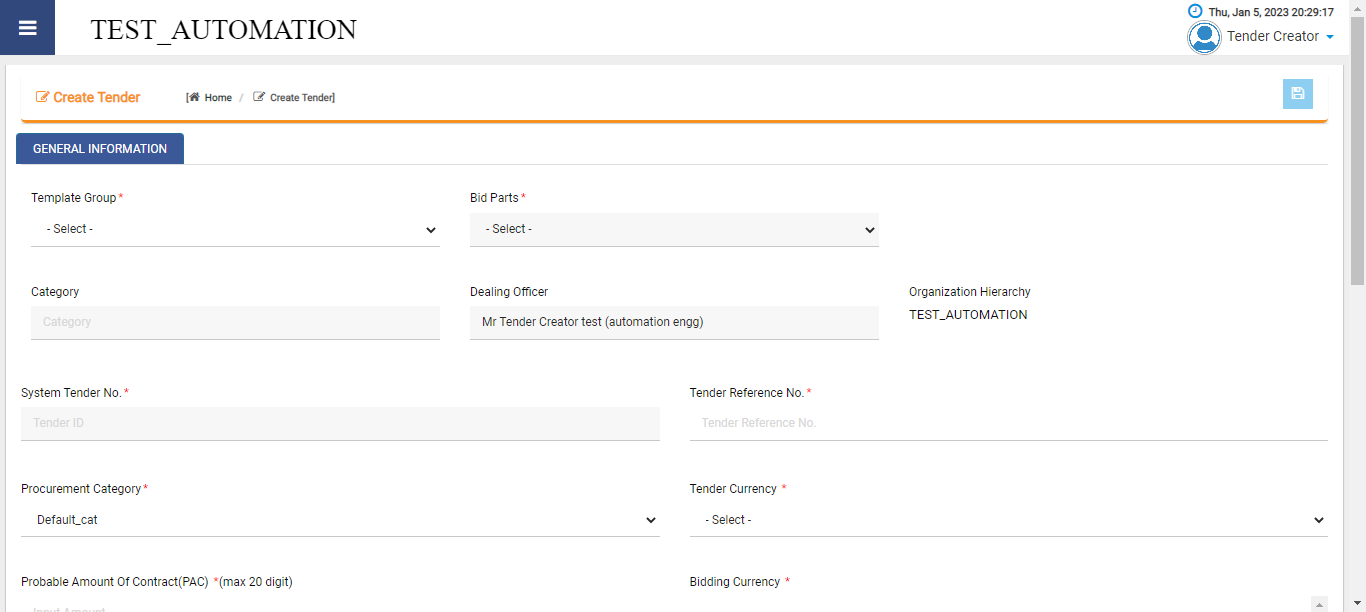 TEST_AUTOMATION
Thu, Jan 5, 2023 20:29:17
Tender Creator
Create Tender
[ Home / Create Tender]
GENERAL INFORMATION
Template Group *
Bid Parts *
- Select -
- Select -
Category
Dealing Officer
Organization Hierarchy
Category
Mr Tender Creator test (automation engg)
TEST_AUTOMATION
System Tender No. *
Tender Reference No. *
Tender ID
Tender Reference No.
Procurement Category *
Tender Currency *
Default_cat
- Select -
Probable Amount Of Contract(PAC) *(max 20 digit)
Bidding Currency *
Input Amount